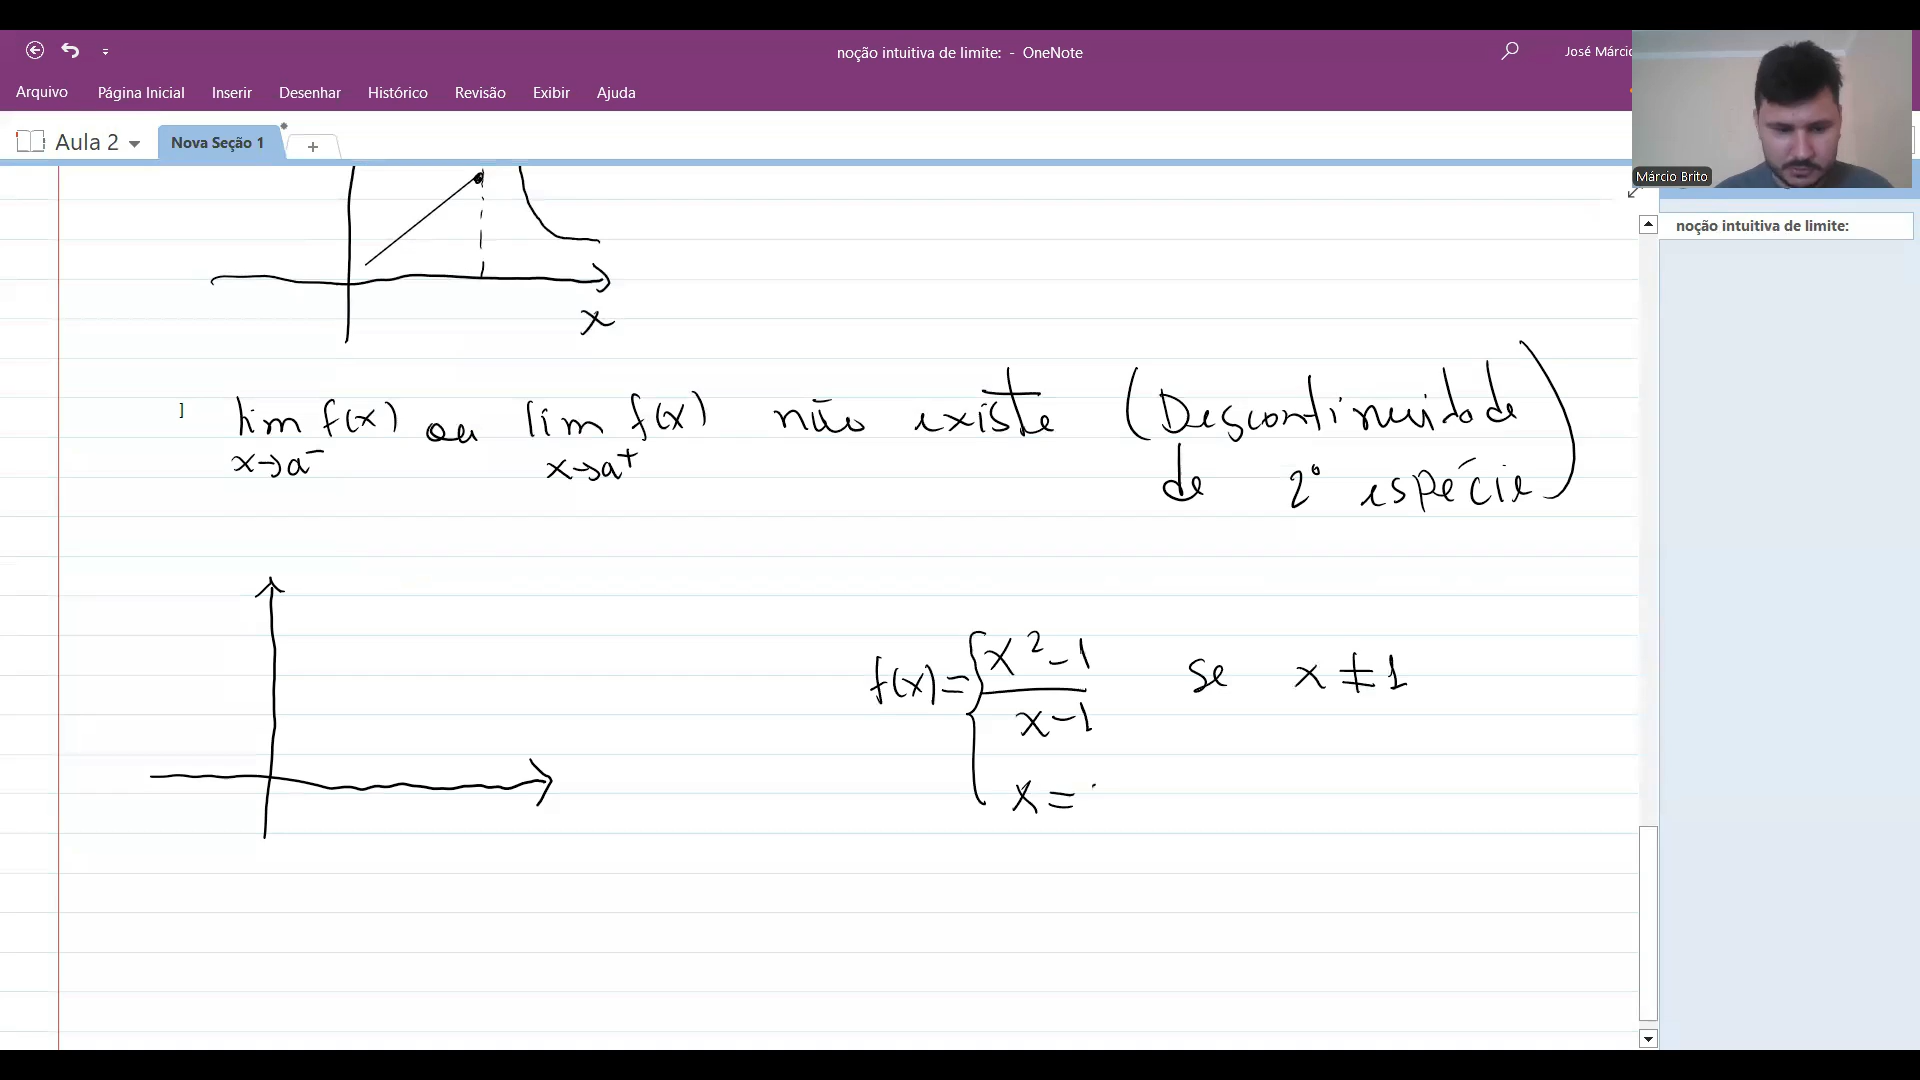 noção intuitiva de limite: - OneNote
José Márcio
Arquivo Página Inicial Inserir Desenhar Histórico Revisão Exibir Ajuda
Aula 2 Nova Seção 1 +
Márcio Brito
noção intuitiva de limite:
x
] lim f(x) ou lim f(x) não existe (Descontinuidade
x→a⁻ x→a⁺ de 2° espécie)
f(x)= { x² - 1 se x ≠ 1
x - 1
x =